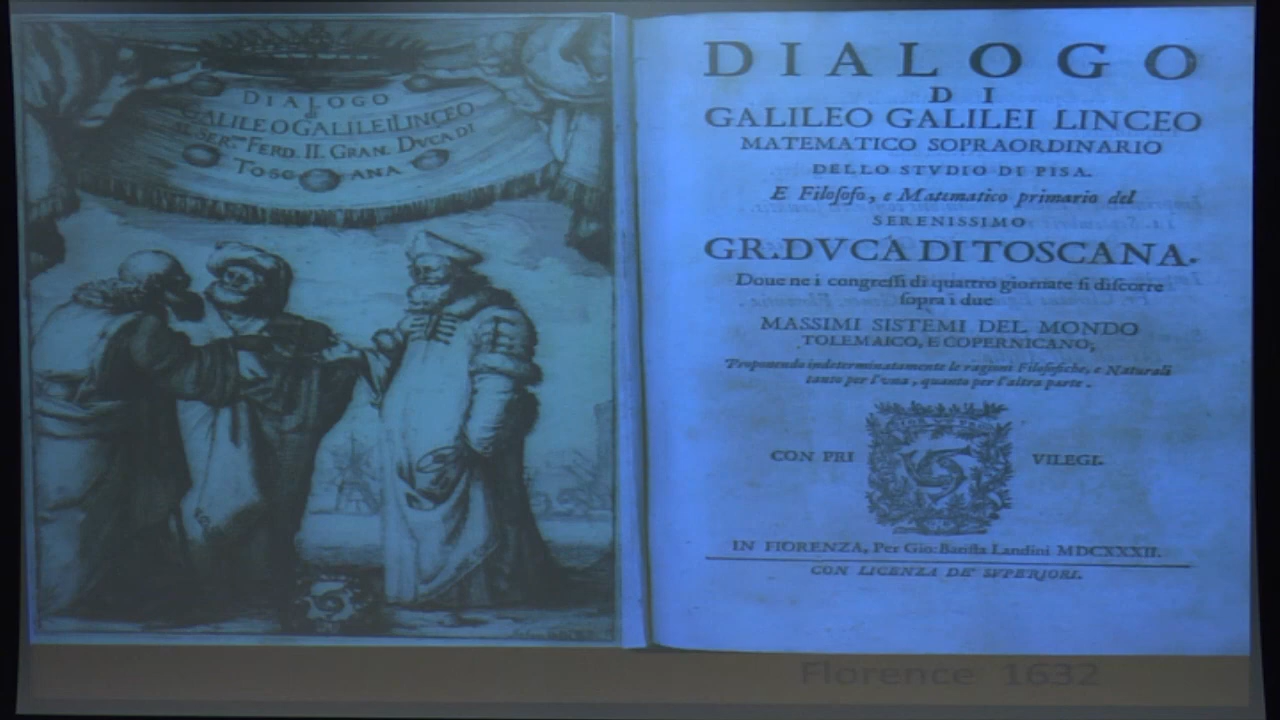 DIALOGO
di
GALILEO GALILEI LINCEO
FERD. II. GRAN. DVCA DI
TOSCANA
DIALOGO
DI
GALILEO GALILEI LINCEO
MATEMATICO SOPRAORDINARIO
DELLO STVDIO DI PISA.
E Filoſofo, e Matematico primario del
SERENISSIMO
GR.DVCA DI TOSCANA.
Doue ne i congreſſi di quattro giornate ſi diſcorre
ſopra i due
MASSIMI SISTEMI DEL MONDO
TOLEMAICO, E COPERNICANO;
Proponendo indeterminatamente le ragioni Filoſofiche, e Naturali
tanto per l'vna, quanto per l'altra parte.
CON PRI VILEGI.
IN FIORENZA, Per Gio: Batiſta Landini MDCXXXII.
CON LICENZA DE' SVPERIORI.
Florence 1632